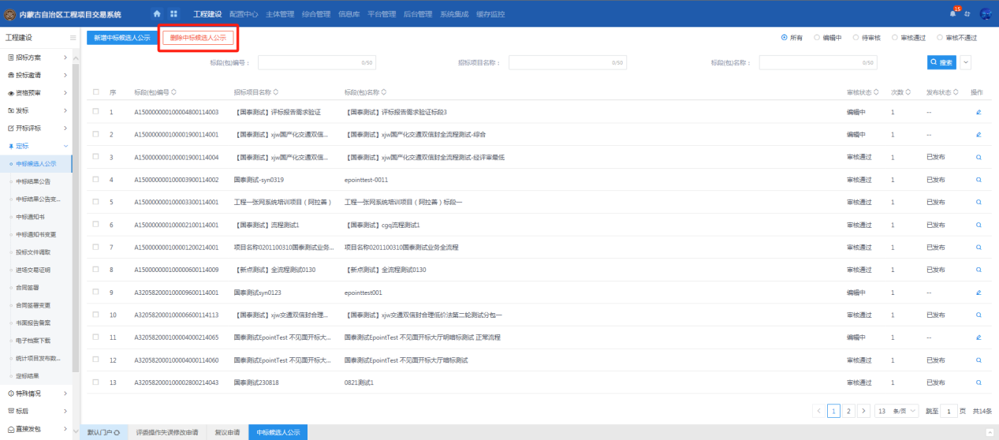 内蒙古自治区工程项目交易系统 工程建设 配置中心 主体管理 综合管理 信息库 平台管理 后台管理 系统集成 缓存监控 15
工程建设
招标方案
投标邀请
资格预审
发标
开标评标
定标
中标候选人公示
中标结果公告
中标结果公告变...
中标通知书
中标通知书变更
投标文件调取
进场交易证明
合同签署
合同签署变更
书面报告备案
电子档案下载
统计项目发布数...
定标结果
特殊情况
标后
直接发包
新增中标候选人公示 删除中标候选人公示 所有 编辑中 待审核 审核通过 审核不通过
标段(包)编号： 0/50 招标项目名称： 0/50 标段(包)名称： 0/50 搜索
序 标段(包)编号 招标项目名称 标段(包)名称 审核状态 次数 发布状态 操作
1 A15000000100004800114003 【国泰测试】评标报告需求验证 【国泰测试】评标报告需求验证标段3 编辑中 1 --
2 A15000000100001900114001 【国泰测试】xjw国产化交通双信... 【国泰测试】xjw国产化交通双信封全流程测试-综合 编辑中 1 --
3 A15000000100001900114004 【国泰测试】xjw国产化交通双信... 【国泰测试】xjw国产化交通双信封全流程测试-经评审最低 审核通过 1 已发布
4 A15000000100003900114002 国泰测试-syn0319 epointtest-0011 审核通过 1 已发布
5 A15000000100003300114001 工程一张网系统培训项目（阿拉善） 工程一张网系统培训项目（阿拉善）标段一 审核通过 1 已发布
6 A15000000100002100114001 【国泰测试】流程测试1 【国泰测试】cgq流程测试1 审核通过 1 已发布
7 A15000000100001200214001 项目名称0201100310国泰测试业务... 项目名称0201100310国泰测试业务全流程 审核通过 1 已发布
8 A15000000100000600114009 【新点测试】全流程测试0130 【新点测试】全流程测试0130 审核通过 1 已发布
9 A320582000100009600114001 国泰测试syn0123 epointtest001 编辑中 1 --
10 A320582000100006600114113 【国泰测试】xjw交通双信封合理... 【国泰测试】xjw交通双信封合理低价法第二轮测试分包一 审核通过 1 已发布
11 A320582000100004000214065 国泰测试EpointTest 不见面开标大... 国泰测试EpointTest 不见面开标大厅明暗标测试 正常流程 编辑中 1 --
12 A320582000100004000114060 国泰测试EpointTest 不见面开标大... 国泰测试EpointTest 不见面开标大厅暗标测试 审核通过 1 已发布
13 A320582000100002800214043 国泰测试230818 0821测试1 审核通过 1 已发布
1 2 13 条/页 跳至 1 页 共14条
默认门户 评委操作失误修改申请 复议申请 中标候选人公示